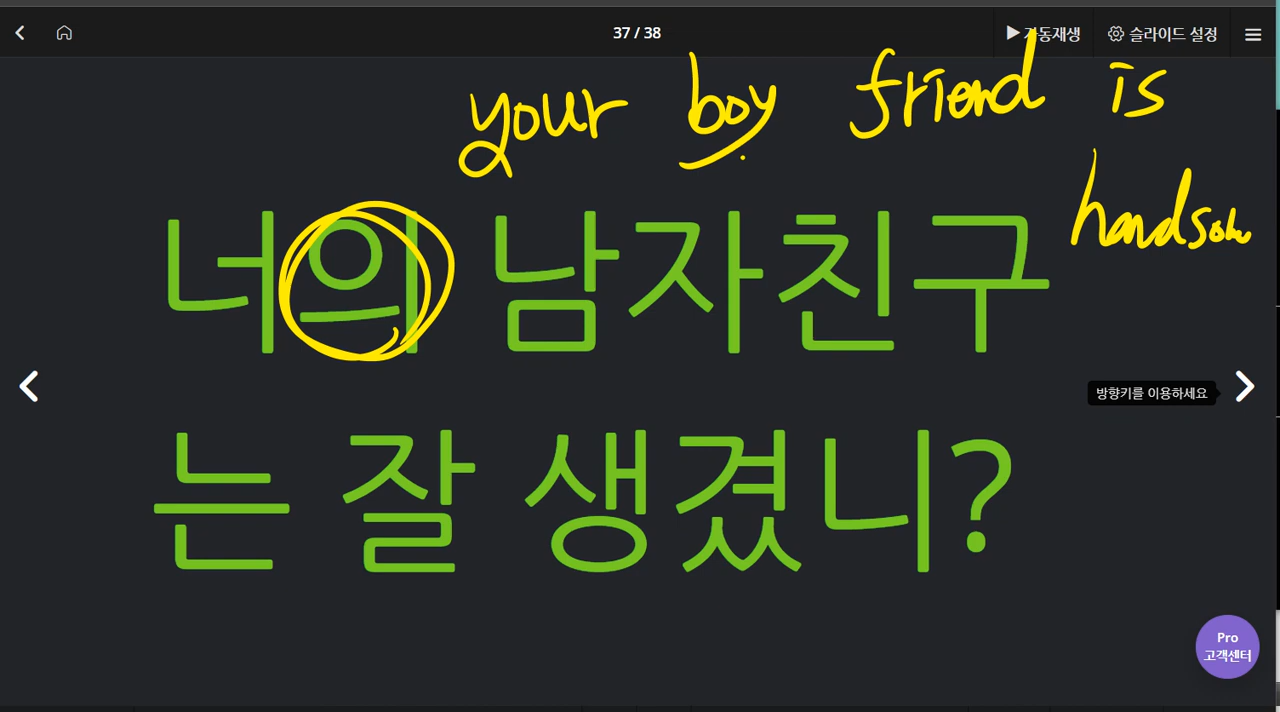 37 / 38
자동재생
슬라이드 설정
your boy friend is
너의 남자친구
방향키를 이용하세요
는 잘 생겼니?
Pro
고객센터